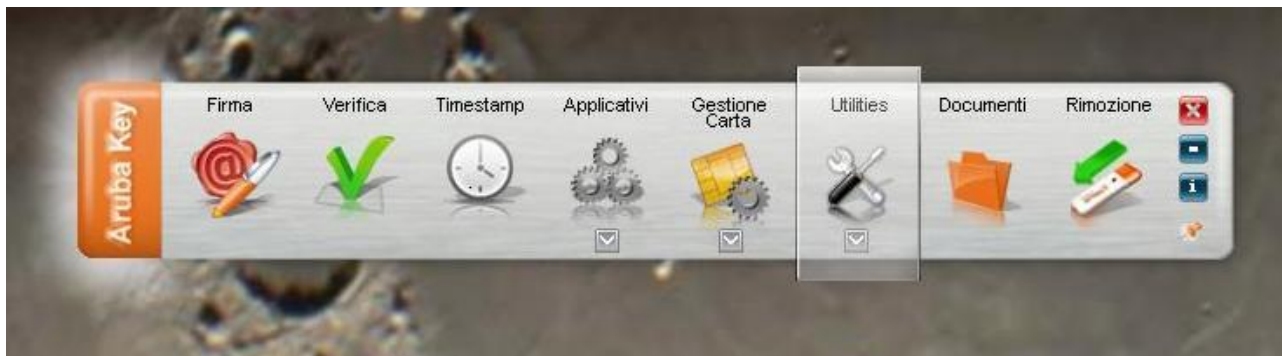 Aruba Key
Firma
Verifica
Timestamp
Applicativi
Gestione
Carta
Utilities
Documenti
Rimozione